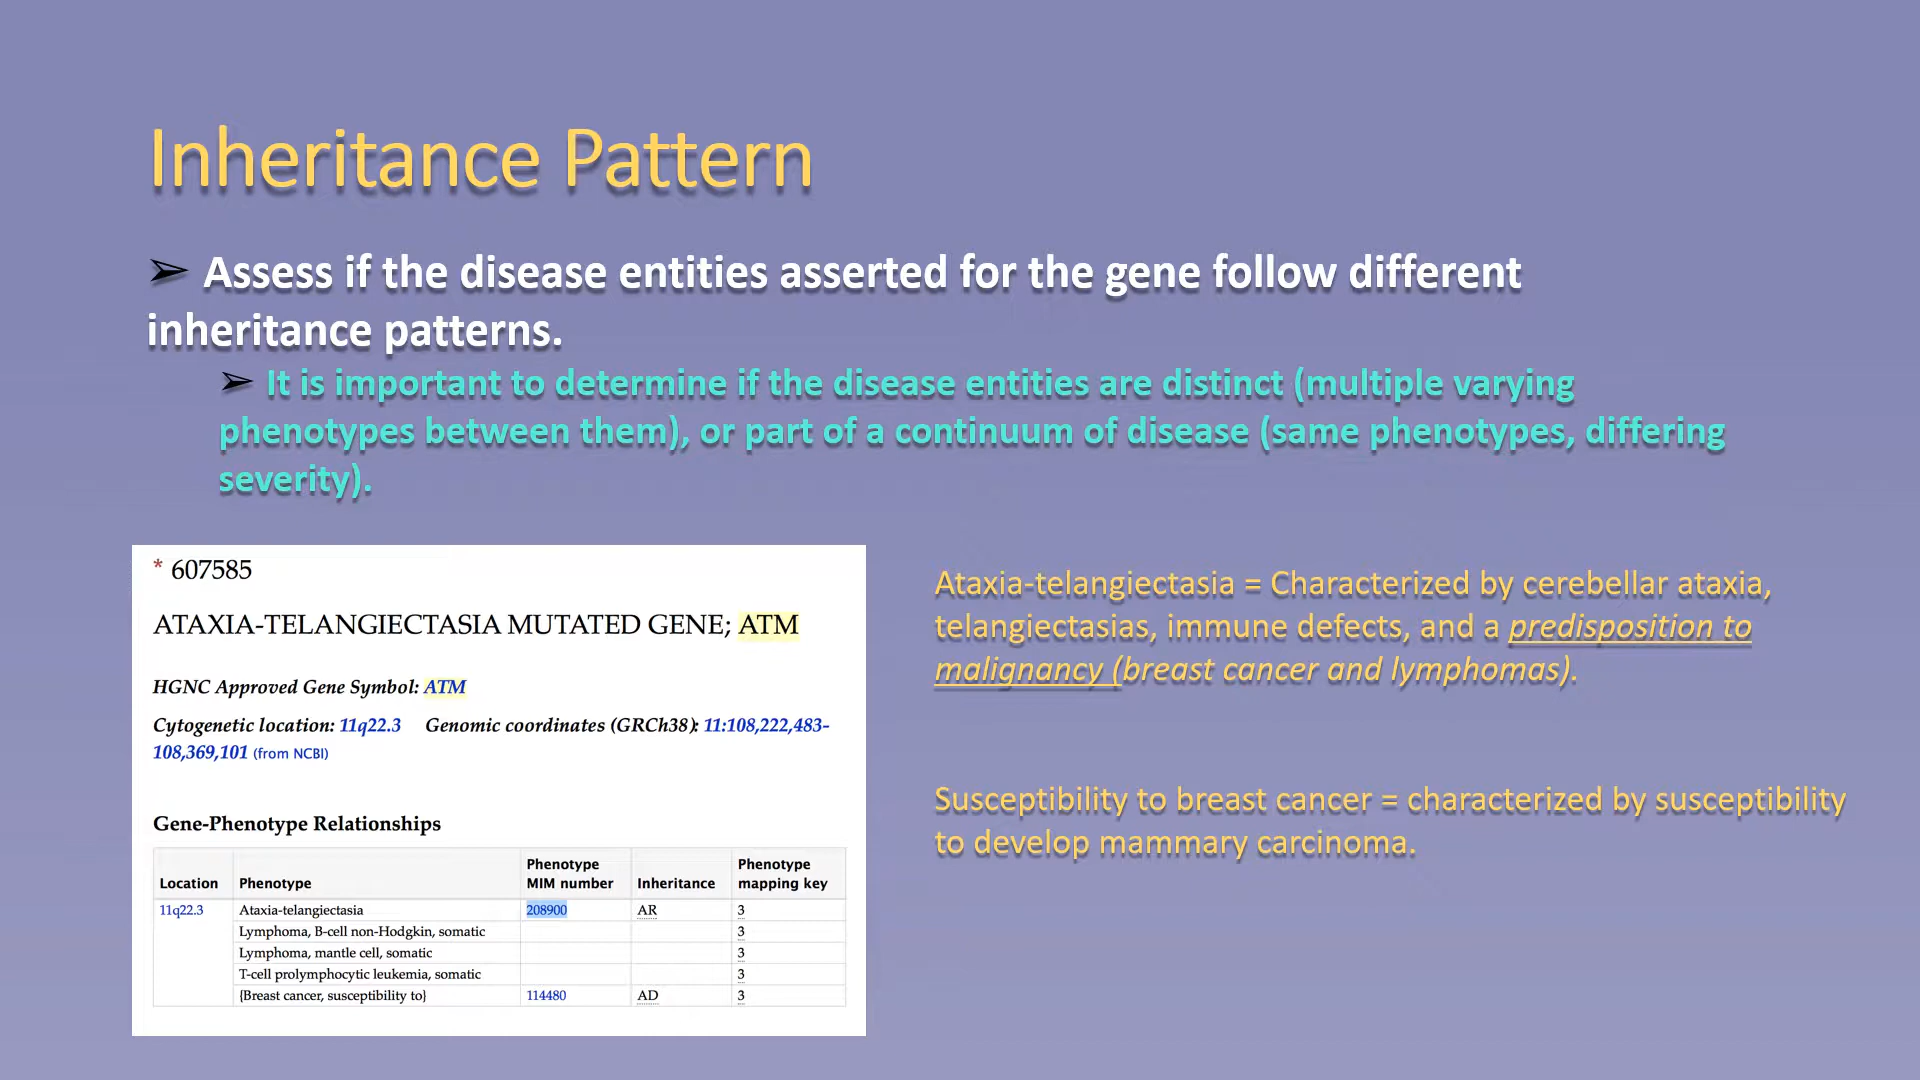 Inheritance Pattern
➢ Assess if the disease entities asserted for the gene follow different
inheritance patterns.
➢ It is important to determine if the disease entities are distinct (multiple varying
phenotypes between them), or part of a continuum of disease (same phenotypes, differing
severity).
* 607585
ATAXIA-TELANGIECTASIA MUTATED GENE; ATM
HGNC Approved Gene Symbol: ATM
Cytogenetic location: 11q22.3 Genomic coordinates (GRCh38): 11:108,222,483-
108,369,101 (from NCBI)
Gene-Phenotype Relationships
Location Phenotype Phenotype MIM number Inheritance Phenotype mapping key
11q22.3 Ataxia-telangiectasia 208900 AR 3
Lymphoma, B-cell non-Hodgkin, somatic 3
Lymphoma, mantle cell, somatic 3
T-cell prolymphocytic leukemia, somatic 3
{Breast cancer, susceptibility to} 114480 AD 3
Ataxia-telangiectasia = Characterized by cerebellar ataxia,
telangiectasias, immune defects, and a predisposition to
malignancy (breast cancer and lymphomas).
Susceptibility to breast cancer = characterized by susceptibility
to develop mammary carcinoma.